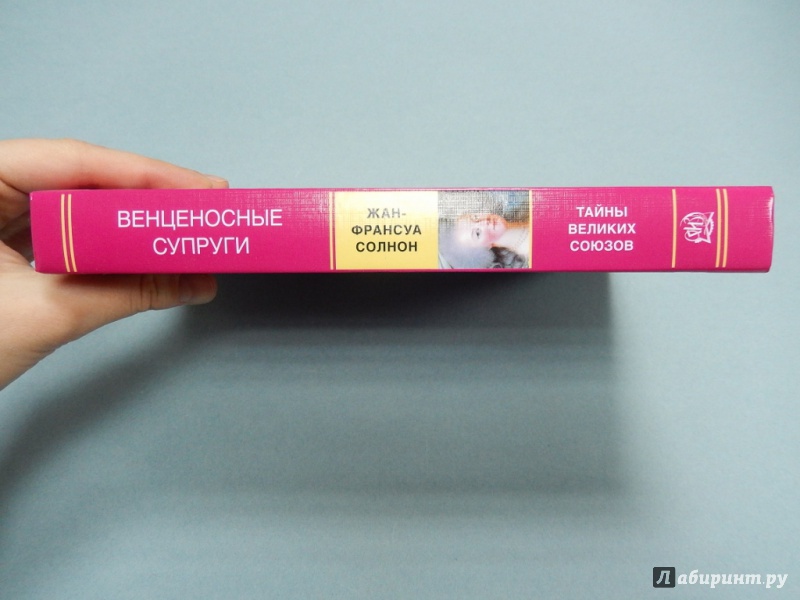 ВЕНЦЕНОСНЫЕ
СУПРУГИ
ЖАН-
ФРАНСУА
СОЛНОН
ТАЙНЫ
ВЕЛИКИХ
СОЮЗОВ
Лабиринт.ру